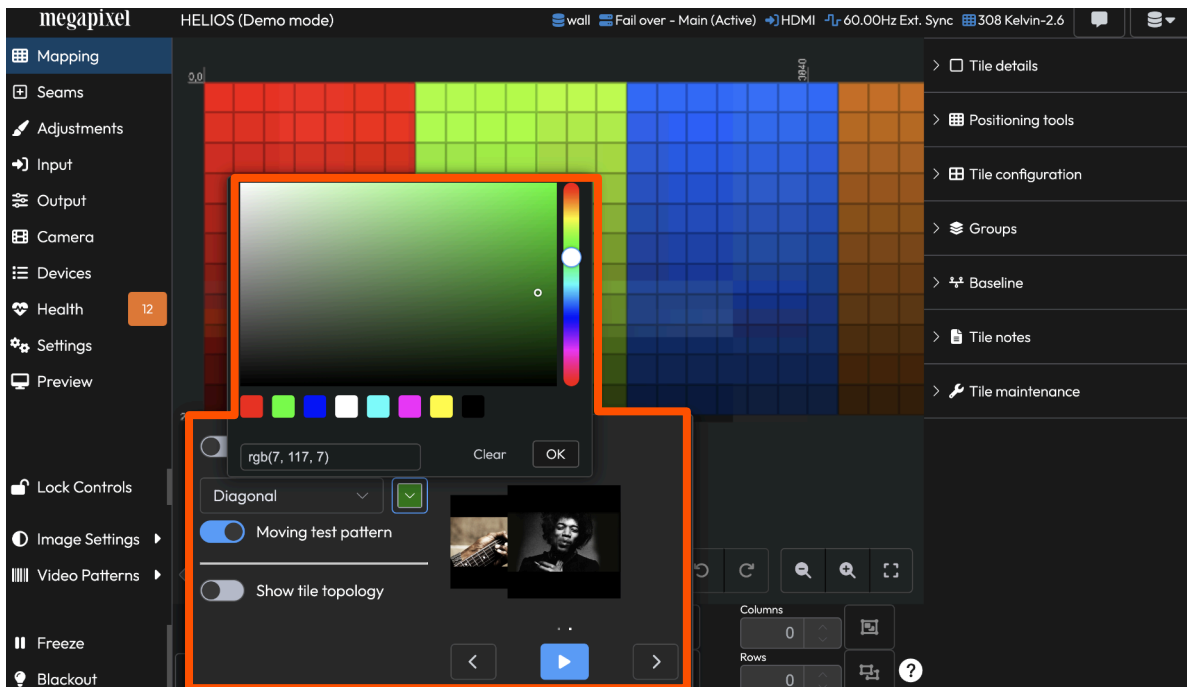 megapixel HELIOS (Demo mode) wall Fail over - Main (Active) HDMI 60.00Hz Ext. Sync 308 Kelvin-2.6
Mapping
Seams
Adjustments
Input
Output
Camera
Devices
Health 12
Settings
Preview
Lock Controls
Image Settings
Video Patterns
Freeze
Blackout
0,0
3840
rgb(7, 117, 7) Clear OK
Diagonal
Moving test pattern
Show tile topology
Columns
0
Rows
0
?
Tile details
Positioning tools
Tile configuration
Groups
Baseline
Tile notes
Tile maintenance